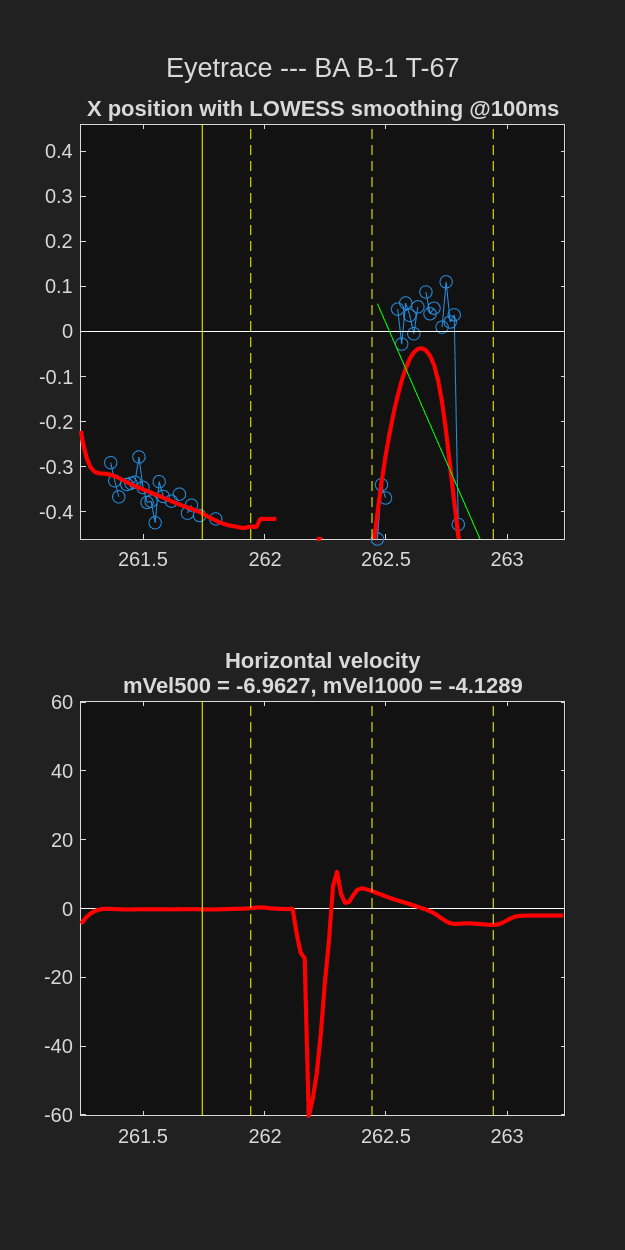 Eyetrace --- BA B-1 T-67
X position with LOWESS smoothing @100ms
0.4
0.3
0.2
0.1
0
-0.1
-0.2
-0.3
-0.4
261.5 262 262.5 263
Horizontal velocity
mVel500 = -6.9627, mVel1000 = -4.1289
60
40
20
0
-20
-40
-60
261.5 262 262.5 263